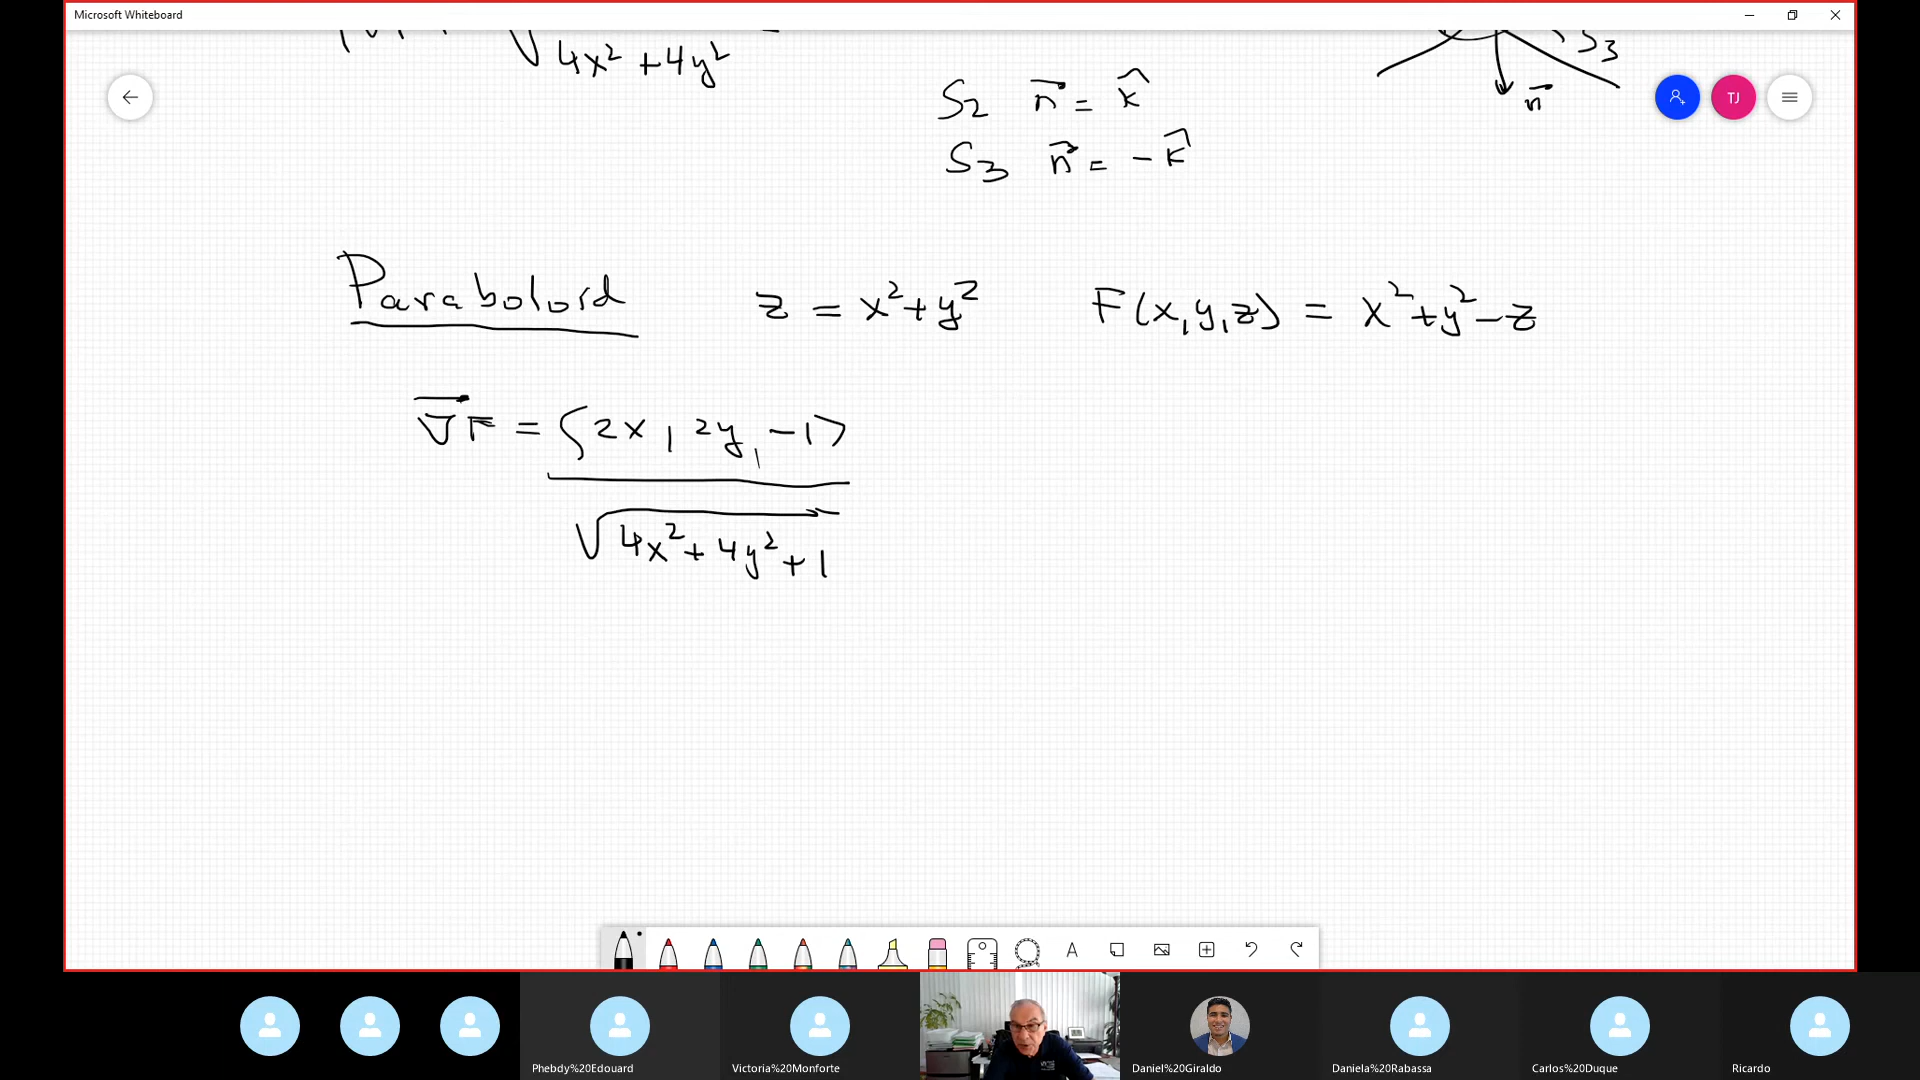 Microsoft Whiteboard
4x² + 4y²
S₃
n⃗
S₂ n⃗ = k̂
TJ
S₃ n⃗ = -k̂
Paraboloid z = x² + y² F(x, y, z) = x² + y² - z
∇⃗F = ⟨2x, 2y, -1⟩
√4x² + 4y² + 1
A
Phebdy%20Edouard Victoria%20Monforte Daniel%20Giraldo Daniela%20Rabassa Carlos%20Duque Ricardo